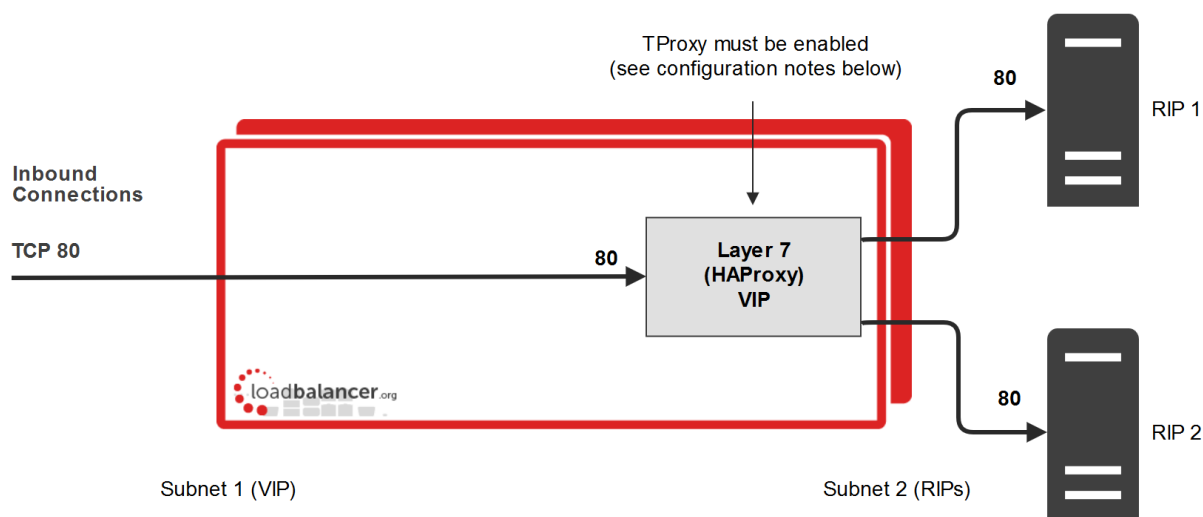 TProxy must be enabled
(see configuration notes below)
80
RIP 1
Inbound
Connections
TCP 80
80
Layer 7
(HAProxy)
VIP
loadbalancer.org
80
RIP 2
Subnet 1 (VIP)
Subnet 2 (RIPs)